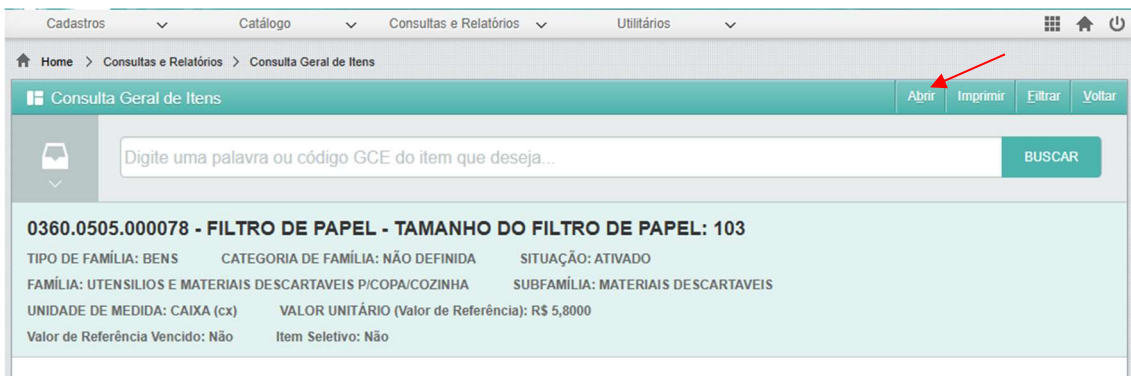 Cadastros Catálogo Consultas e Relatórios Utilitários
Home > Consultas e Relatórios > Consulta Geral de Itens
Consulta Geral de Itens Abrir Imprimir Filtrar Voltar
Digite uma palavra ou código GCE do item que deseja... BUSCAR
0360.0505.000078 - FILTRO DE PAPEL - TAMANHO DO FILTRO DE PAPEL: 103
TIPO DE FAMÍLIA: BENS CATEGORIA DE FAMÍLIA: NÃO DEFINIDA SITUAÇÃO: ATIVADO
FAMÍLIA: UTENSILIOS E MATERIAIS DESCARTAVEIS P/COPA/COZINHA SUBFAMÍLIA: MATERIAIS DESCARTAVEIS
UNIDADE DE MEDIDA: CAIXA (cx) VALOR UNITÁRIO (Valor de Referência): R$ 5,8000
Valor de Referência Vencido: Não Item Seletivo: Não